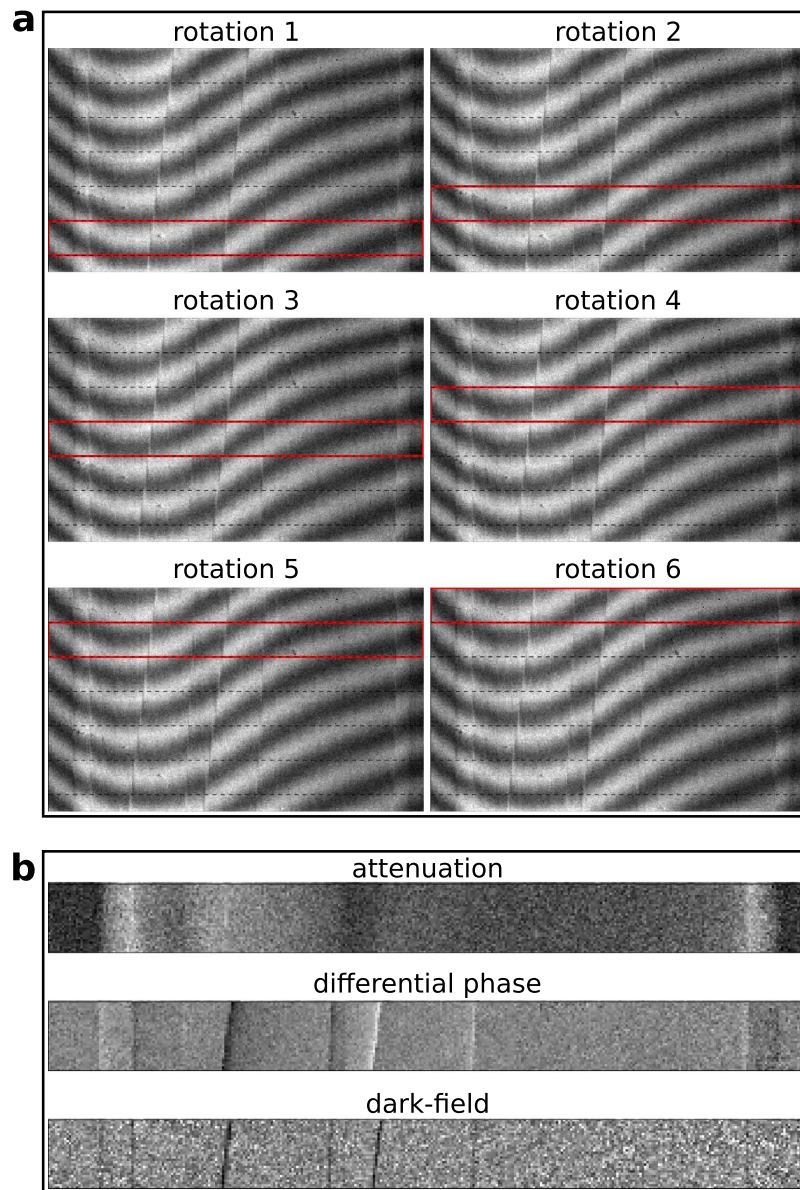 a
rotation 1
rotation 2
rotation 3
rotation 4
rotation 5
rotation 6
b
attenuation
differential phase
dark-field